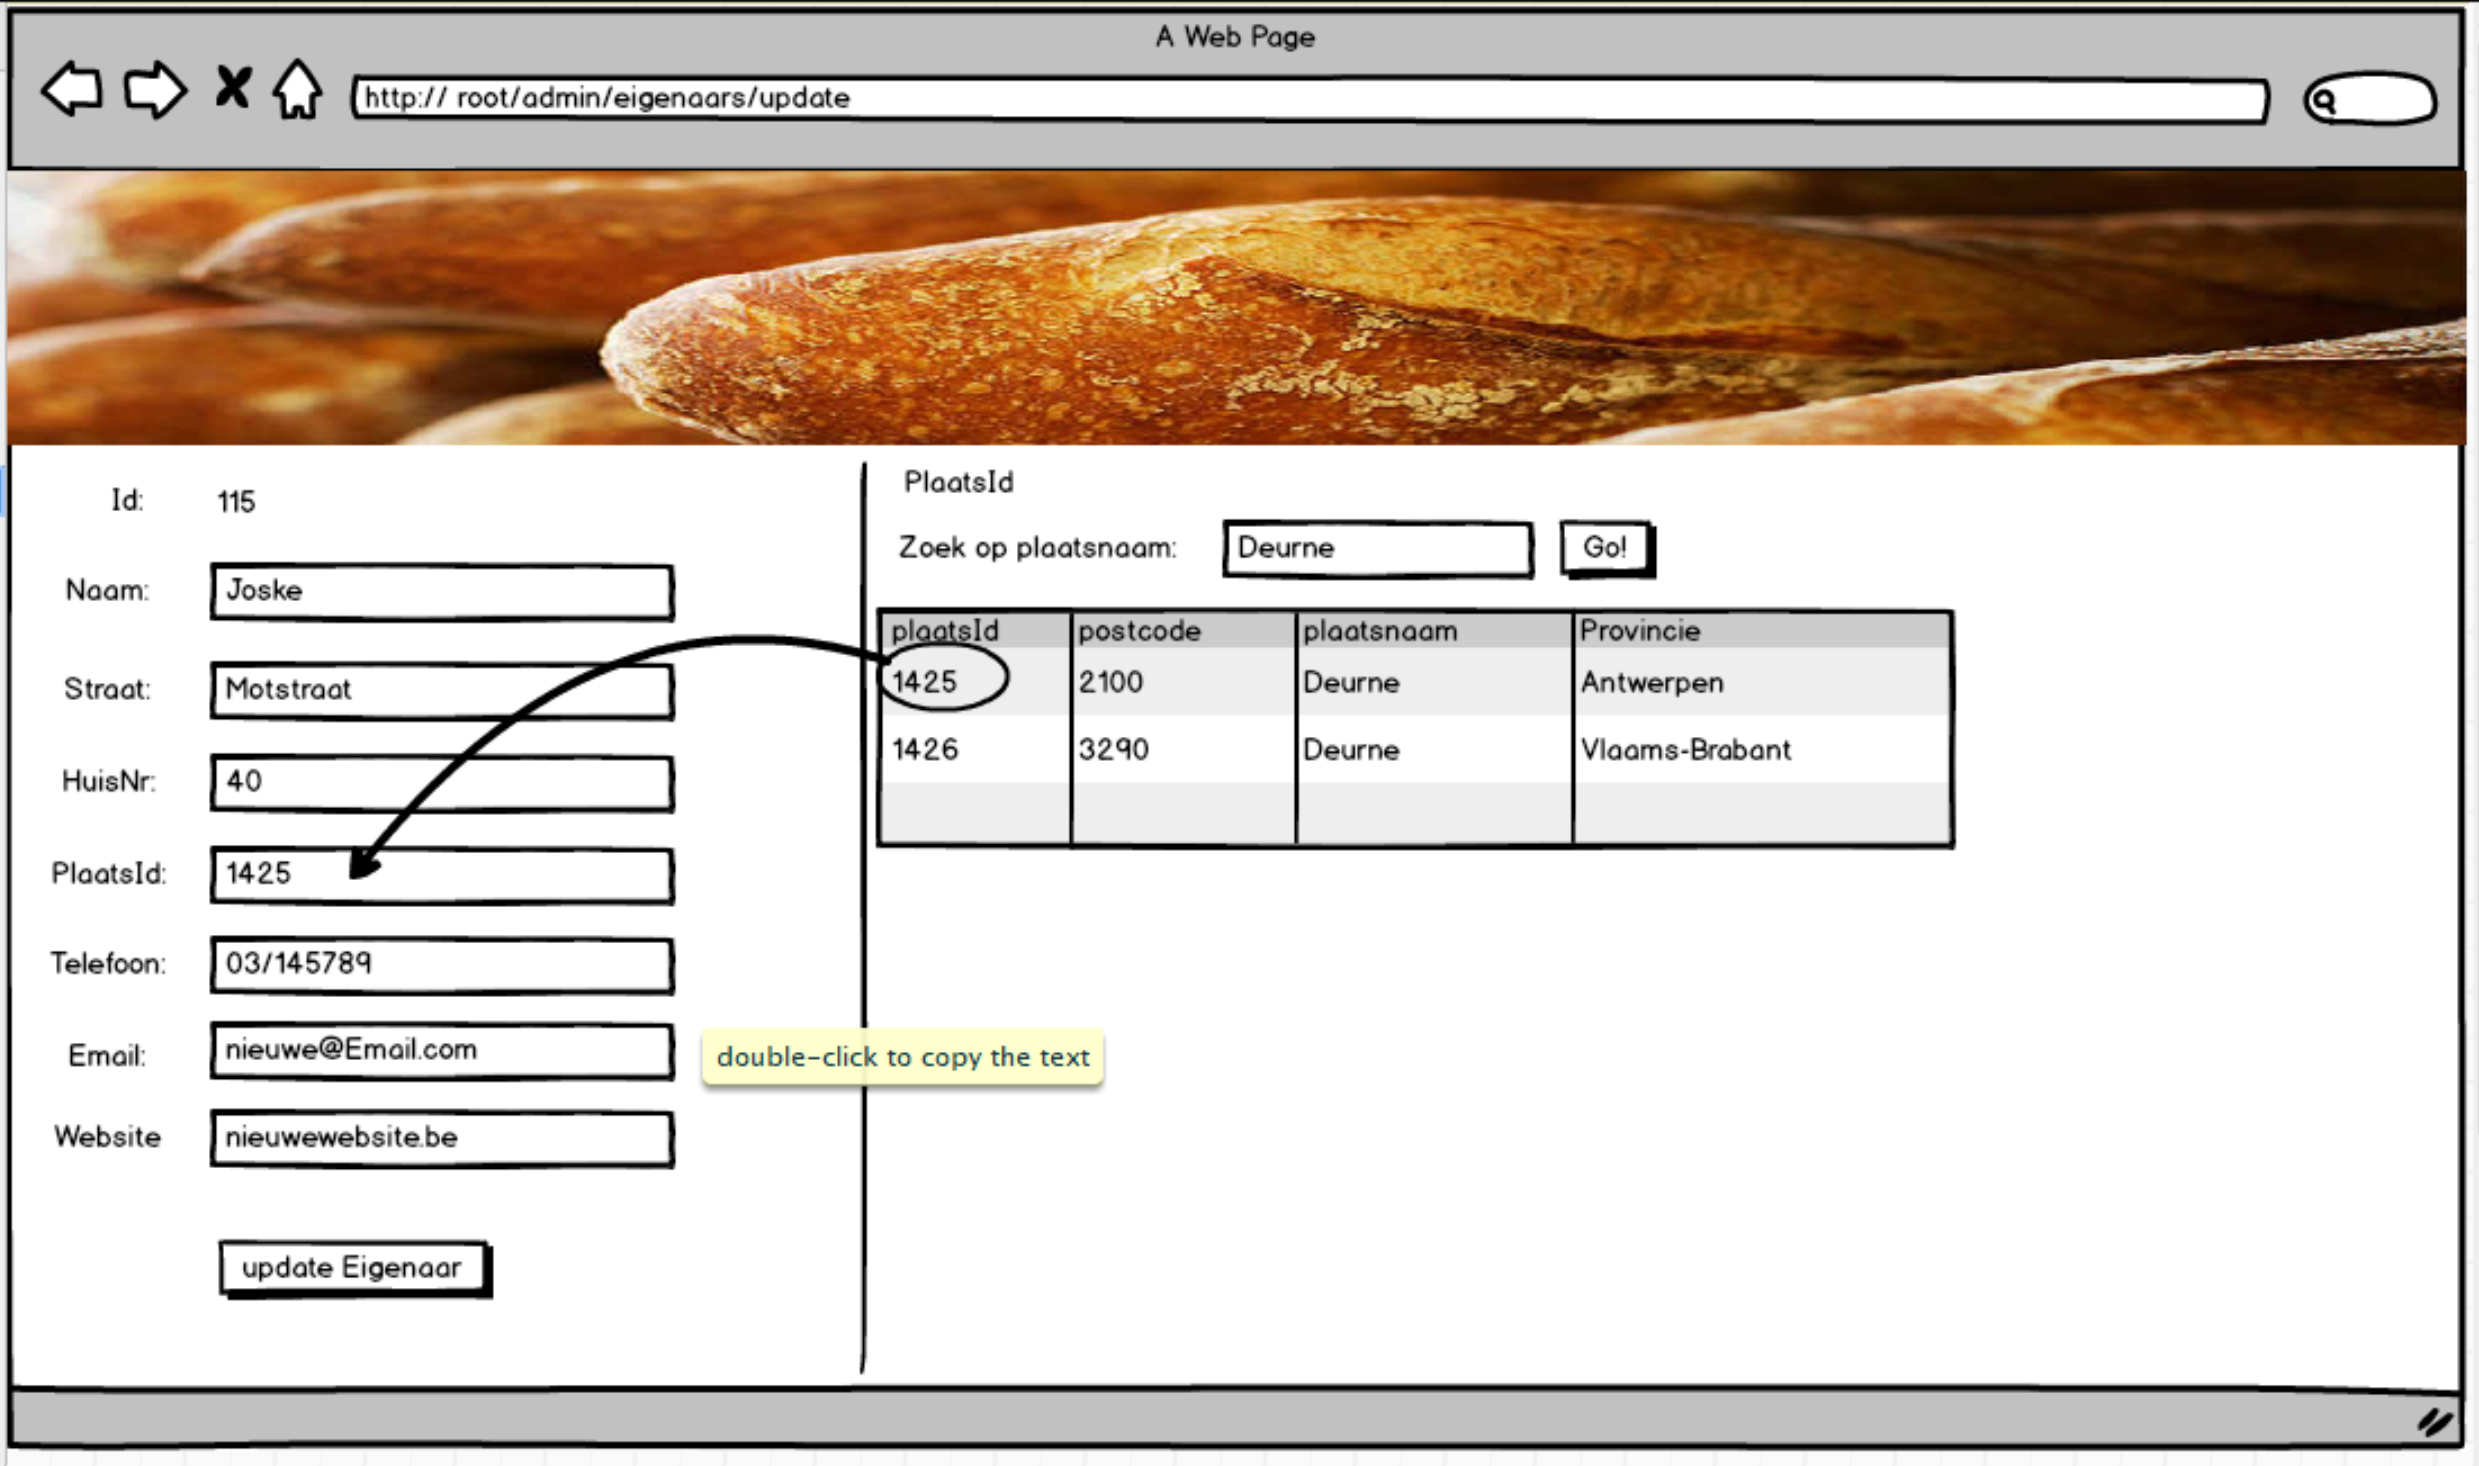 A Web Page
http:// root/admin/eigenaars/update
Id: 115
Naam: Joske
Straat: Motstraat
HuisNr: 40
PlaatsId: 1425
Telefoon: 03/145789
Email: nieuwe@Email.com
Website nieuwewebsite.be
update Eigenaar
double-click to copy the text
PlaatsId
Zoek op plaatsnaam: Deurne Go!
plaatsId postcode plaatsnaam Provincie
1425 2100 Deurne Antwerpen
1426 3290 Deurne Vlaams-Brabant